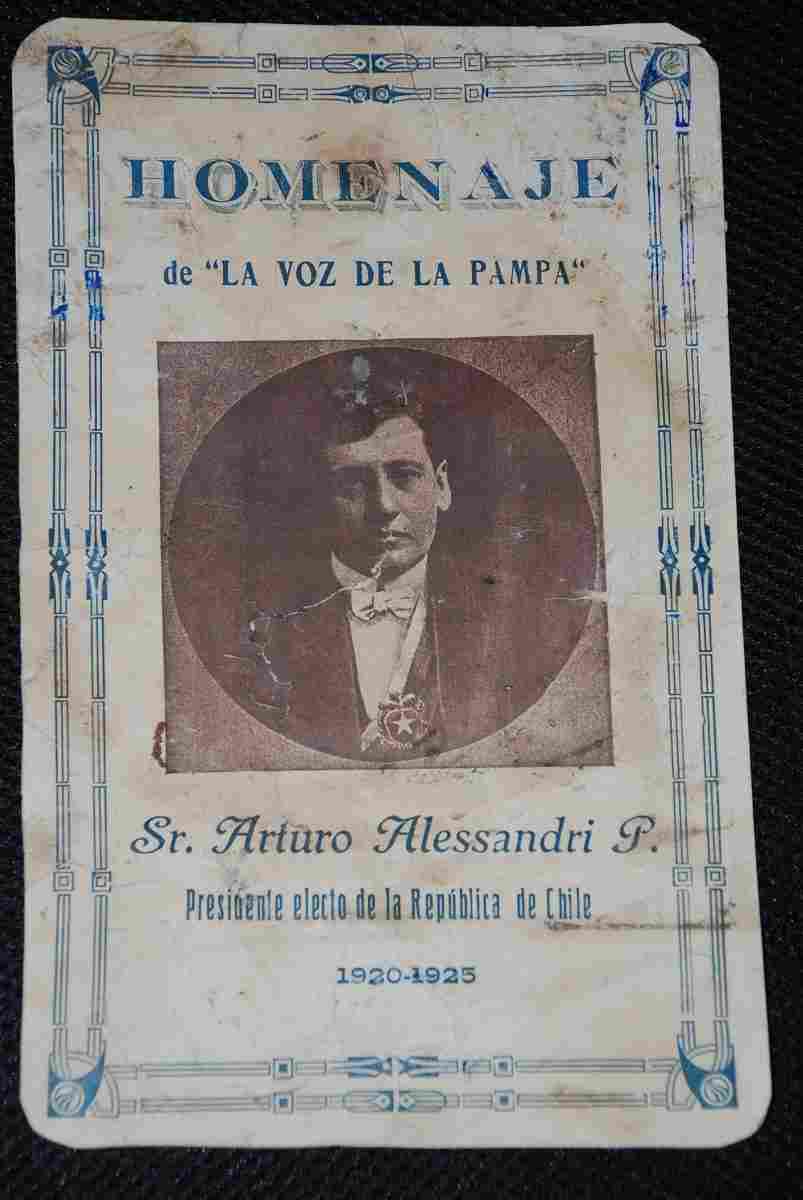 HOMENAJE
de "LA VOZ DE LA PAMPA"
Sr. Arturo Alessandri P.
Presidente electo de la República de Chile
1920-1925